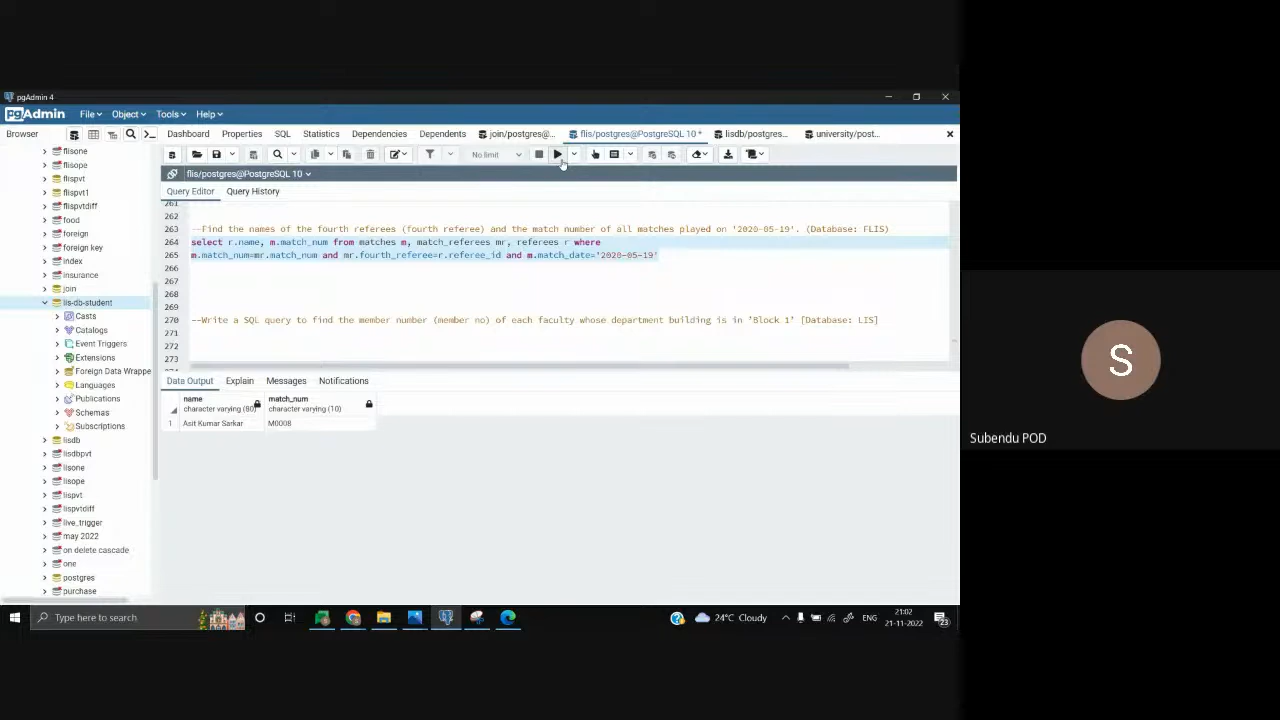 pgAdmin 4
pgAdmin File Object Tools Help
Browser Dashboard Properties SQL Statistics Dependencies Dependents join/postgres@... flis/postgres@PostgreSQL 10 * lisdb/postgres... university/post...
No limit
flis/postgres@PostgreSQL 10
Query Editor Query History
261
262
263 --Find the names of the fourth referees (fourth referee) and the match number of all matches played on '2020-05-19'. (Database: FLIS)
264 select r.name, m.match_num from matches m, match_referees mr, referees r where
265 m.match_num=mr.match_num and mr.fourth_referee=r.referee_id and m.match_date='2020-05-19'
266
267
268
269
270 --Write a SQL query to find the member number (member no) of each faculty whose department building is in 'Block 1' [Database: LIS]
271
272
273
flisone
flisope
flispvt
flispvt1
flispvtdiff
food
foreign
foreign key
index
insurance
join
lis-db-student
Casts
Catalogs
Event Triggers
Extensions
Foreign Data Wrappe
Languages
Publications
Schemas
Subscriptions
lisdb
lisdbpvt
lisone
lisope
lispvt
lispvtdiff
live_trigger
may 2022
on delete cascade
one
postgres
purchase
Data Output Explain Messages Notifications
name match_num
character varying (80) character varying (10)
1 Asit Kumar Sarkar M0008
S
Subendu POD
Type here to search
24°C Cloudy ENG 21:02
21-11-2022 23